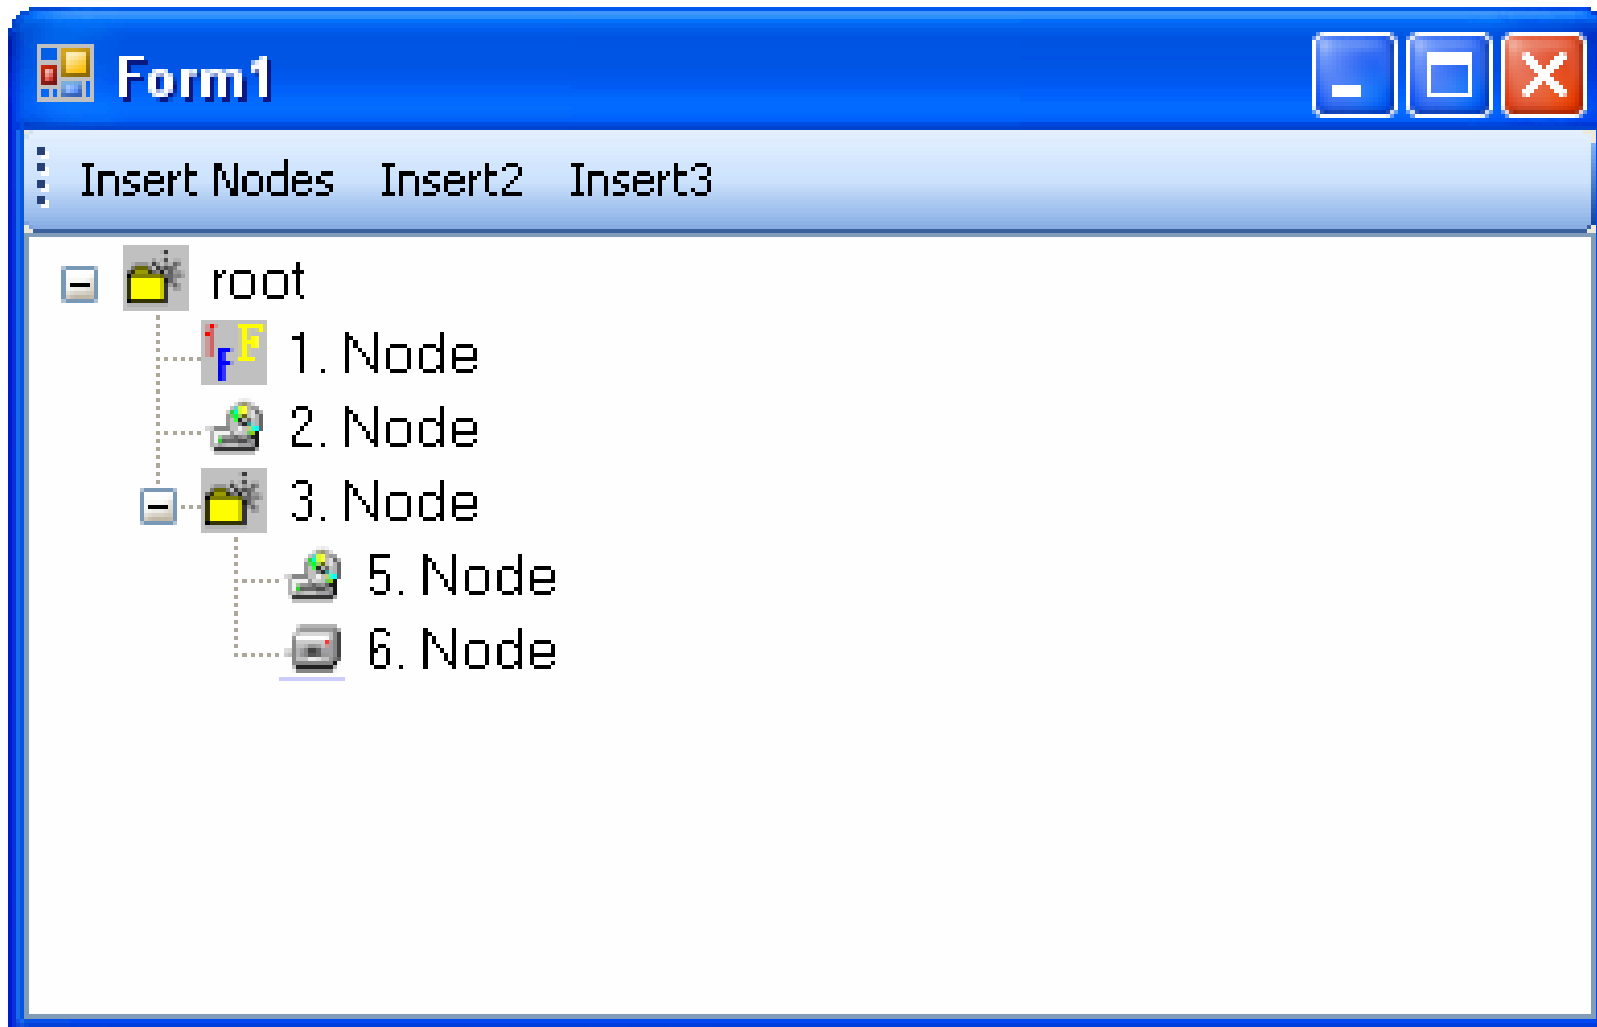 Form1
Insert Nodes Insert2 Insert3
root
1. Node
2. Node
3. Node
5. Node
6. Node